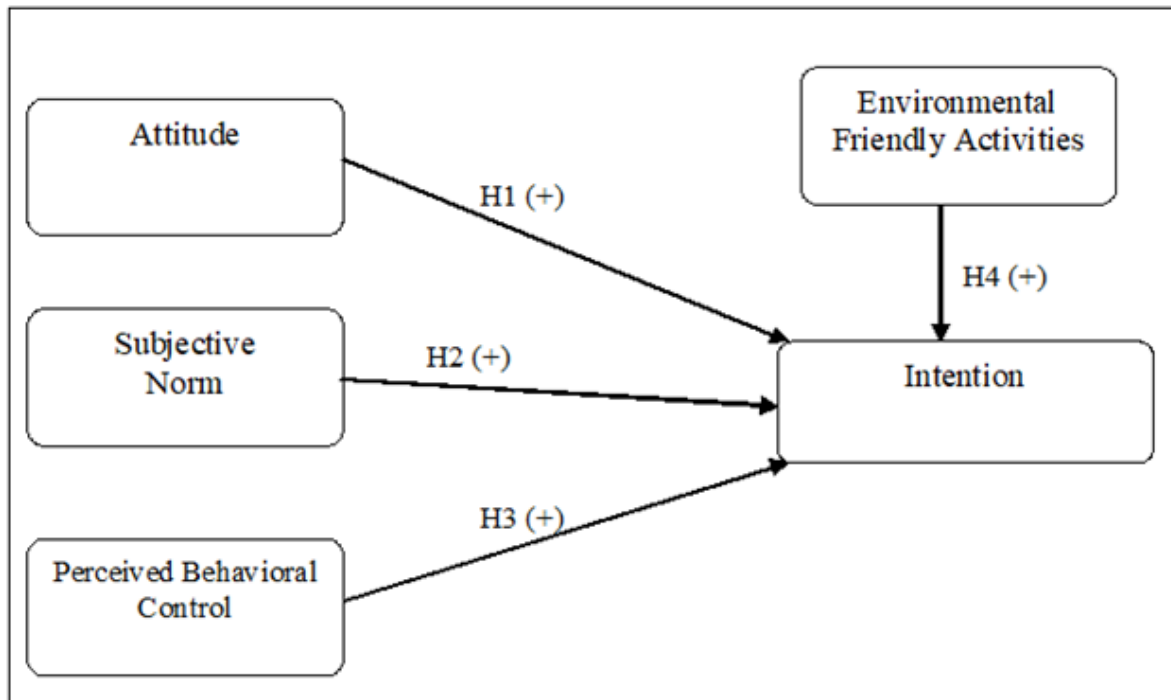 Attitude
Environmental
Friendly Activities
H1 (+)
H4 (+)
Subjective
Norm
H2 (+)
Intention
H3 (+)
Perceived Behavioral
Control